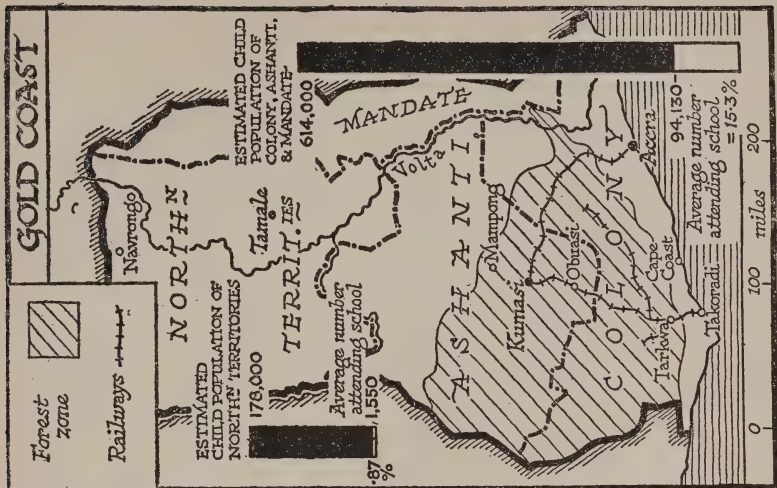 GOLD COAST
Forest
zone
Railways
Navrongo
NORTHN
Tamale
TERRIT.IES
ESTIMATED
CHILD
POPULATION OF
NORTHN TERRITORIES
178,000
Average number
attending school
1,550
.87
%
ESTIMATED CHILD
POPULATION OF
COLONY, ASHANTI,
& MANDATE-
614,000
MANDATE
Volta
ASHANTI
Mampong
Kumasi
Obuasi
COLONY
Cape
Coast
Tarkwa
Takoradi
Accra
94,130
Average number
attending school
=15.3%
0 100 200
miles